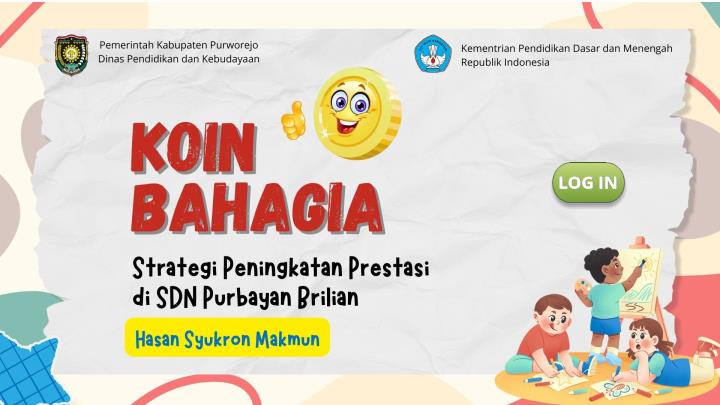 Pemerintah Kabupaten Purworejo
Dinas Pendidikan dan Kebudayaan
Kementrian Pendidikan Dasar dan Menengah
Republik Indonesia
KOIN
BAHAGIA
LOG IN
Strategi Peningkatan Prestasi
di SDN Purbayan Brilian
Hasan Syukron Makmun